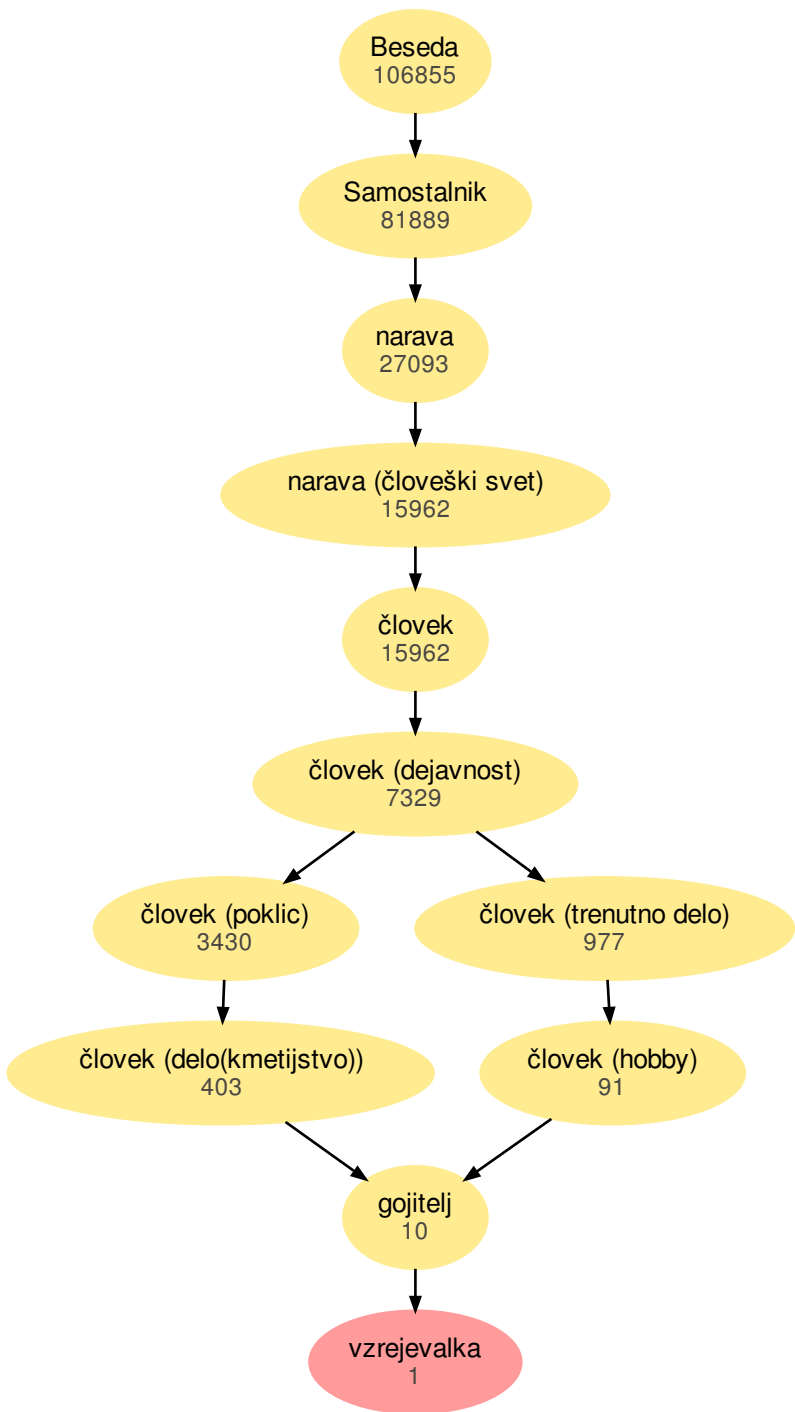 Beseda
106855
Samostalnik
81889
narava
27093
narava (človeški svet)
15962
človek
15962
človek (dejavnost)
7329
človek (poklic)
3430
človek (trenutno delo)
977
človek (delo(kmetijstvo))
403
človek (hobby)
91
gojitelj
10
vzrejevalka
1